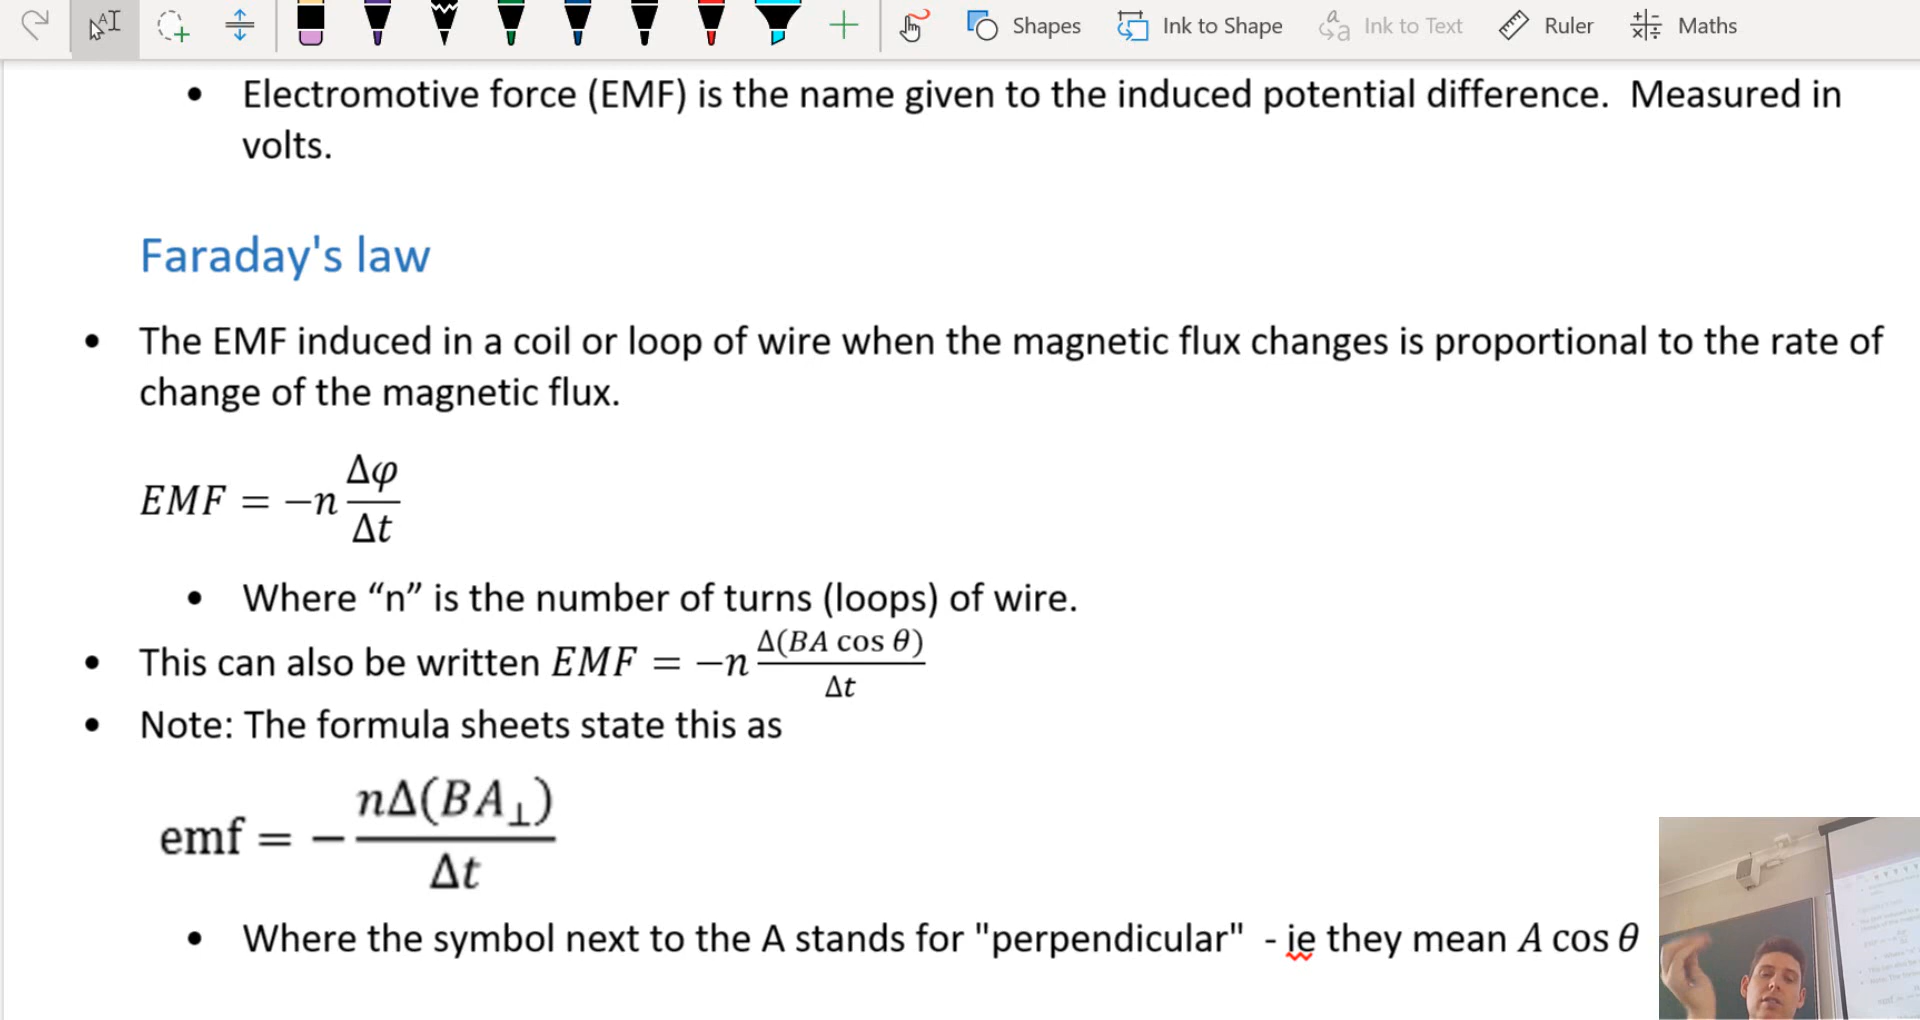 Shapes Ink to Shape Ink to Text Ruler Maths
• Electromotive force (EMF) is the name given to the induced potential difference.  Measured in
volts.
Faraday's law
• The EMF induced in a coil or loop of wire when the magnetic flux changes is proportional to the rate of
change of the magnetic flux.
EMF = −n Δφ/Δt
• Where “n” is the number of turns (loops) of wire.
• This can also be written EMF = −n Δ(BA cos θ)/Δt
• Note: The formula sheets state this as
emf = − nΔ(BA⊥)/Δt
• Where the symbol next to the A stands for "perpendicular"  - ie they mean A cos θ